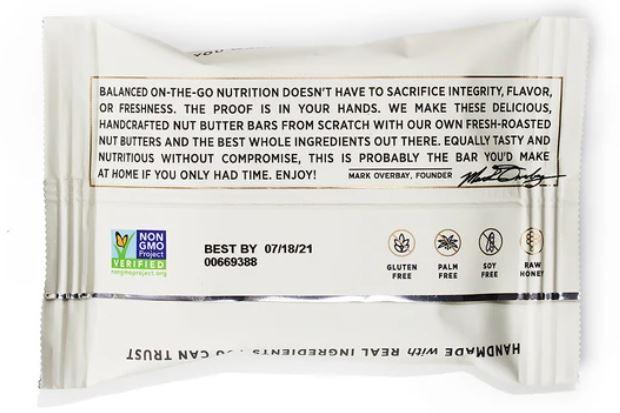 BALANCED ON-THE-GO NUTRITION DOESN'T HAVE TO SACRIFICE INTEGRITY, FLAVOR,
OR FRESHNESS. THE PROOF IS IN YOUR HANDS. WE MAKE THESE DELICIOUS,
HANDCRAFTED NUT BUTTER BARS FROM SCRATCH WITH OUR OWN FRESH-ROASTED
NUT BUTTERS AND THE BEST WHOLE INGREDIENTS OUT THERE. EQUALLY TASTY AND
NUTRITIOUS WITHOUT COMPROMISE, THIS IS PROBABLY THE BAR YOU'D MAKE
AT HOME IF YOU ONLY HAD TIME. ENJOY!
MARK OVERBAY, FOUNDER
Mark Overbay
NON
GMO
Project
VERIFIED
nongmoproject.org
BEST BY 07/18/21
00669388
GLUTEN
FREE
PALM
FREE
SOY
FREE
RAW
HONEY
HANDMADE with REAL INGREDIENTS YOU CAN TRUST